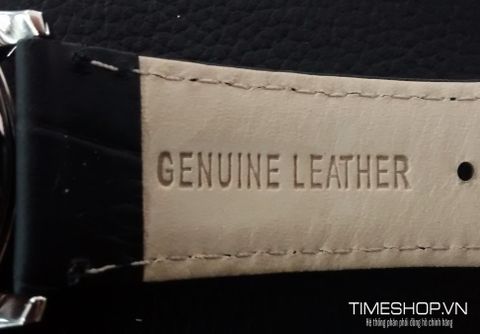 GENUINE LEATHER
TIMESHOP.VN
Hệ thống phân phối đồng hồ chính hãng